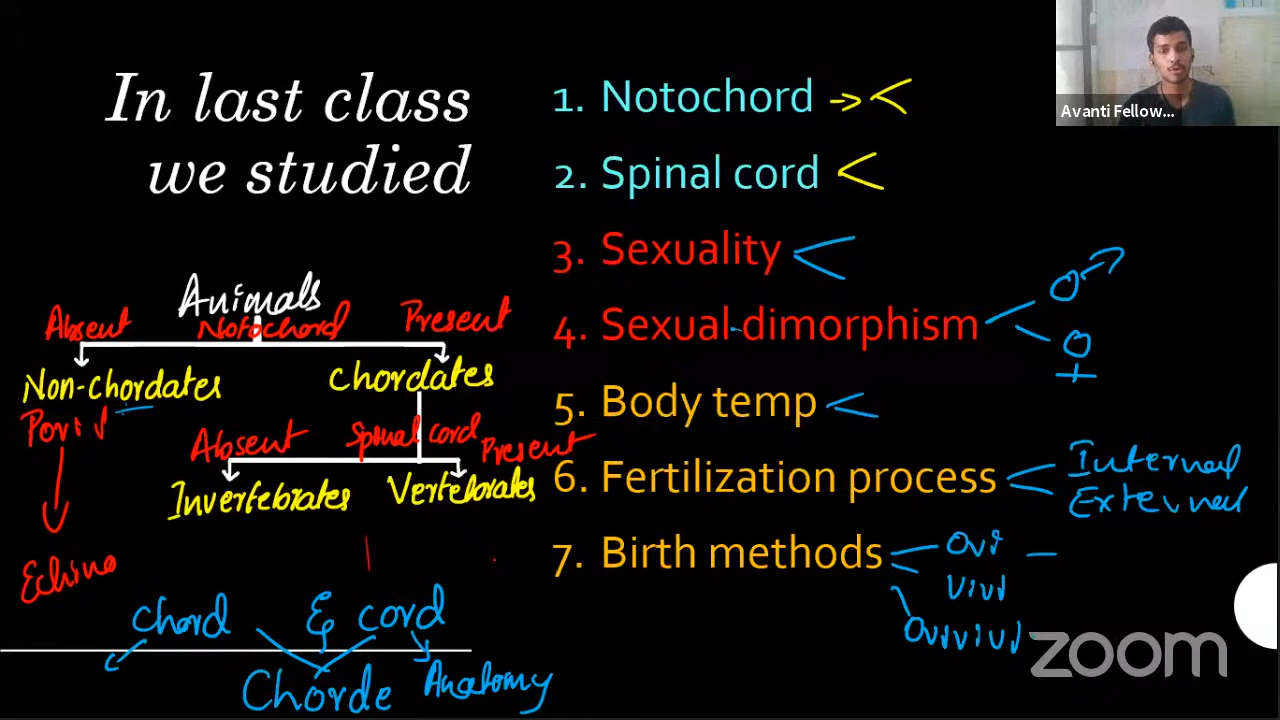 In last class
we studied
Animals
Absent Notochord Present
Non-chordates Chordates
Absent Spinal cord Present
Invertebrates Vertebrates
Echino
Chord & cord
Chorde Anatomy
1. Notochord
2. Spinal cord
3. Sexuality
4. Sexual-dimorphism
5. Body temp
6. Fertilization process
Internal
External
7. Birth methods
Ovi
Vivi
Ovivivi
Avanti Fellow...
zoom